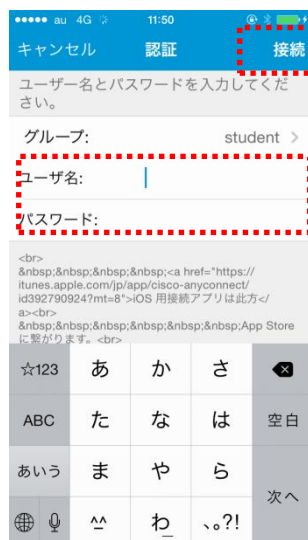 au 4G 11:50
キャンセル 認証 接続
ユーザー名とパスワードを入力してくだ
さい。
グループ: student >
ユーザ名:
パスワード:
<br>
&nbsp;&nbsp;&nbsp;&nbsp;<a href="https://
itunes.apple.com/jp/app/cisco-anyconnect/
id392790924?mt=8">iOS 用接続アプリは此方</
a><br>
&nbsp;&nbsp;&nbsp;&nbsp;&nbsp;App Store
に繋がります。<br>
☆123 あ か さ
ABC た な は 空白
あいう ま や ら
次へ
^^ わ 、。?!